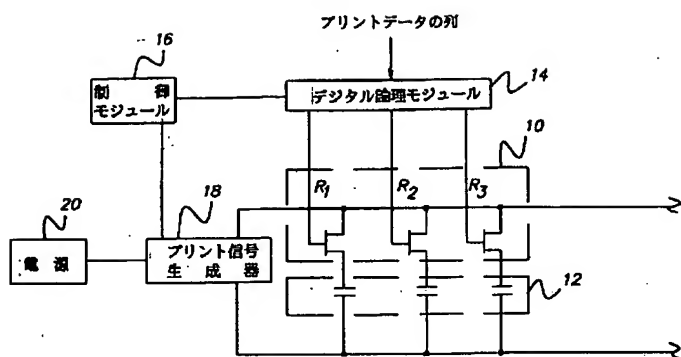 プリントデータの列
16
14
制御
モジュール
デジタル論理モジュール
10
R1
R2
R3
20
18
電源
プリント信号
生成器
12